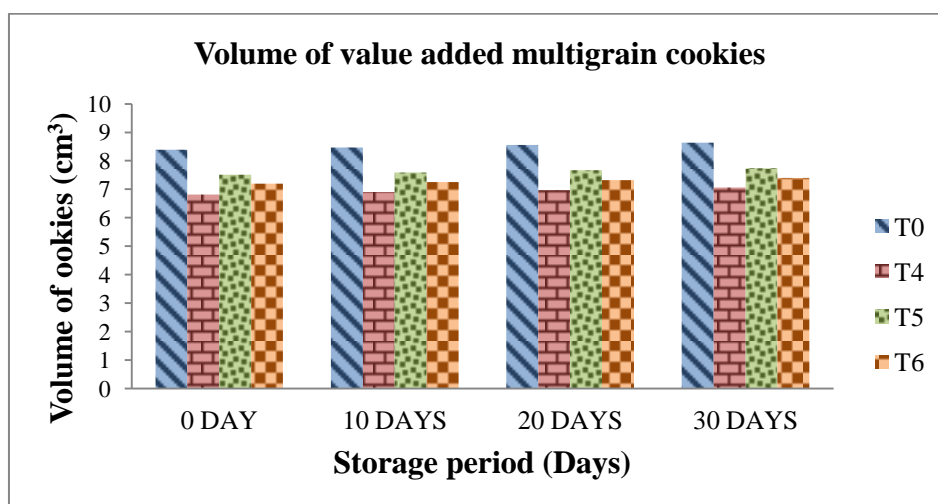 Volume of value added multigrain cookies
Volume of ookies (cm³)
10
9
8
7
6
5
4
3
2
1
0
0 DAY 10 DAYS 20 DAYS 30 DAYS
Storage period (Days)
T0
T4
T5
T6